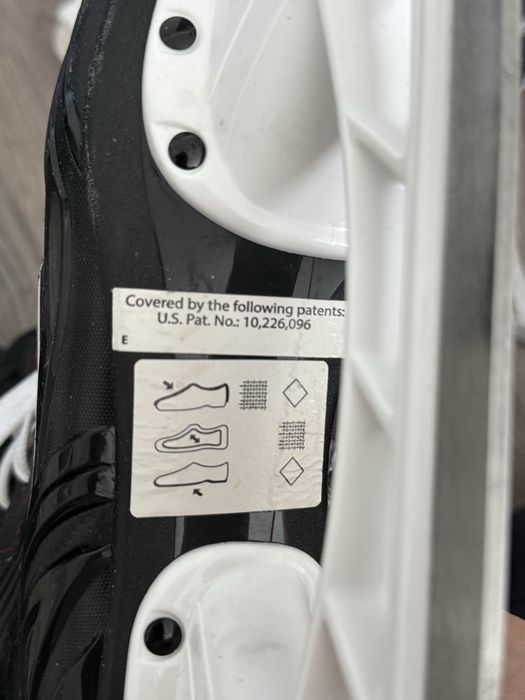 Covered by the following patents:
U.S. Pat. No.: 10,226,096
E